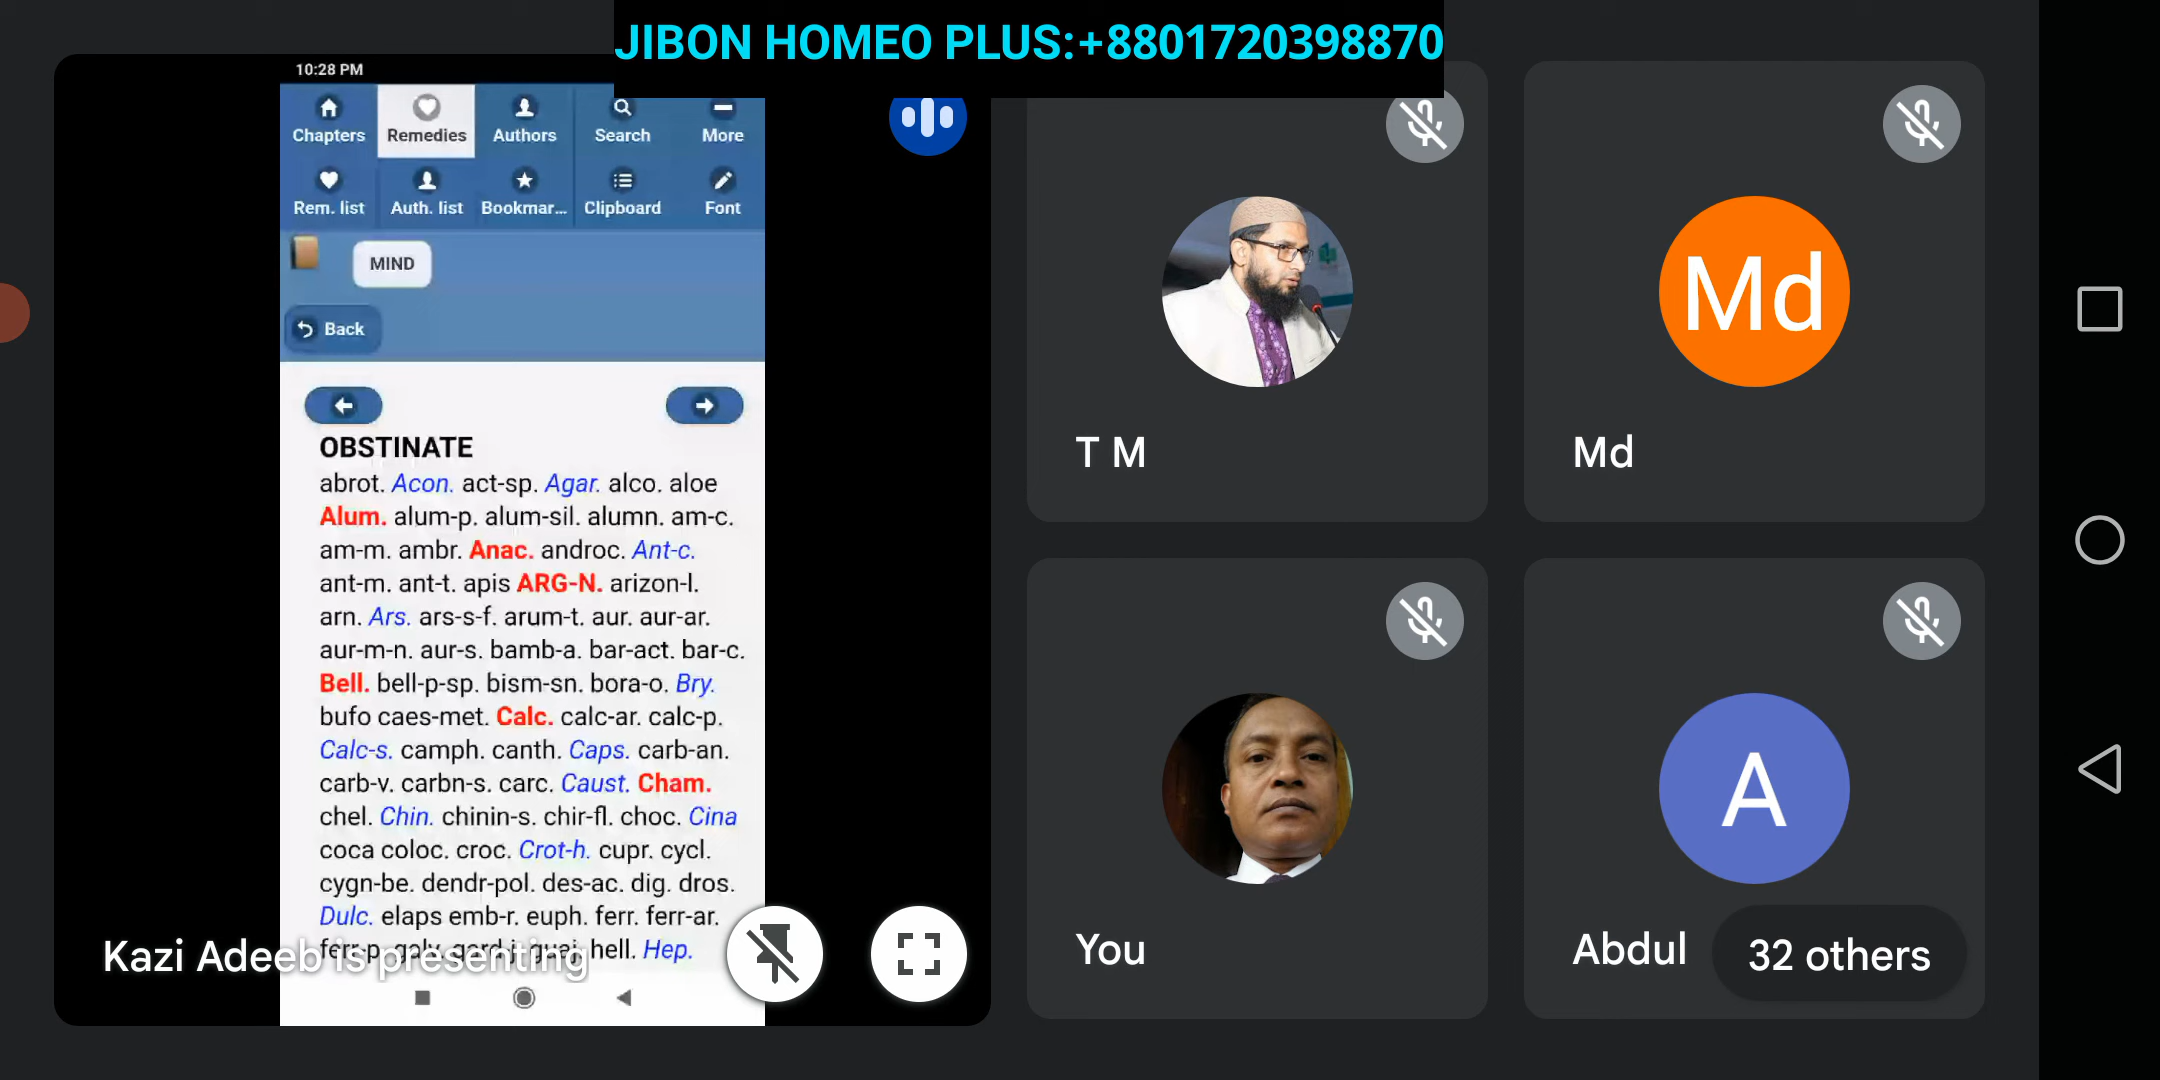 JIBON HOMEO PLUS:+8801720398870
10:28 PM
Chapters Remedies Authors Search More
Rem. list Auth. list Bookmar... Clipboard Font
MIND
Back
OBSTINATE
abrot. Acon. act-sp. Agar. alco. aloe
Alum. alum-p. alum-sil. alumn. am-c.
am-m. ambr. Anac. androc. Ant-c.
ant-m. ant-t. apis ARG-N. arizon-l.
arn. Ars. ars-s-f. arum-t. aur. aur-ar.
aur-m-n. aur-s. bamb-a. bar-act. bar-c.
Bell. bell-p-sp. bism-sn. bora-o. Bry.
bufo caes-met. Calc. calc-ar. calc-p.
Calc-s. camph. canth. Caps. carb-an.
carb-v. carbn-s. carc. Caust. Cham.
chel. Chin. chinin-s. chir-fl. choc. Cina
coca coloc. croc. Crot-h. cupr. cycl.
cygn-be. dendr-pol. des-ac. dig. dros.
Dulc. elaps emb-r. euph. ferr. ferr-ar.
ferr-p. galv. hell. Hep.
Kazi Adeeb is presenting
T M
Md
Md
You
A
Abdul
32 others